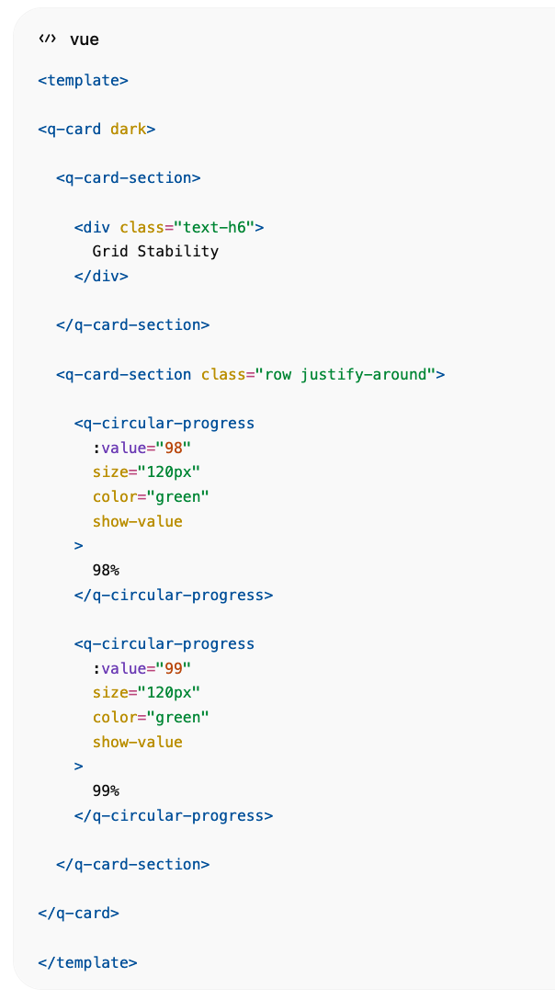 vue
<template>
<q-card dark>
<q-card-section>
<div class="text-h6">
Grid Stability
</div>
</q-card-section>
<q-card-section class="row justify-around">
<q-circular-progress
:value="98"
size="120px"
color="green"
show-value
>
98%
</q-circular-progress>
<q-circular-progress
:value="99"
size="120px"
color="green"
show-value
>
99%
</q-circular-progress>
</q-card-section>
</q-card>
</template>